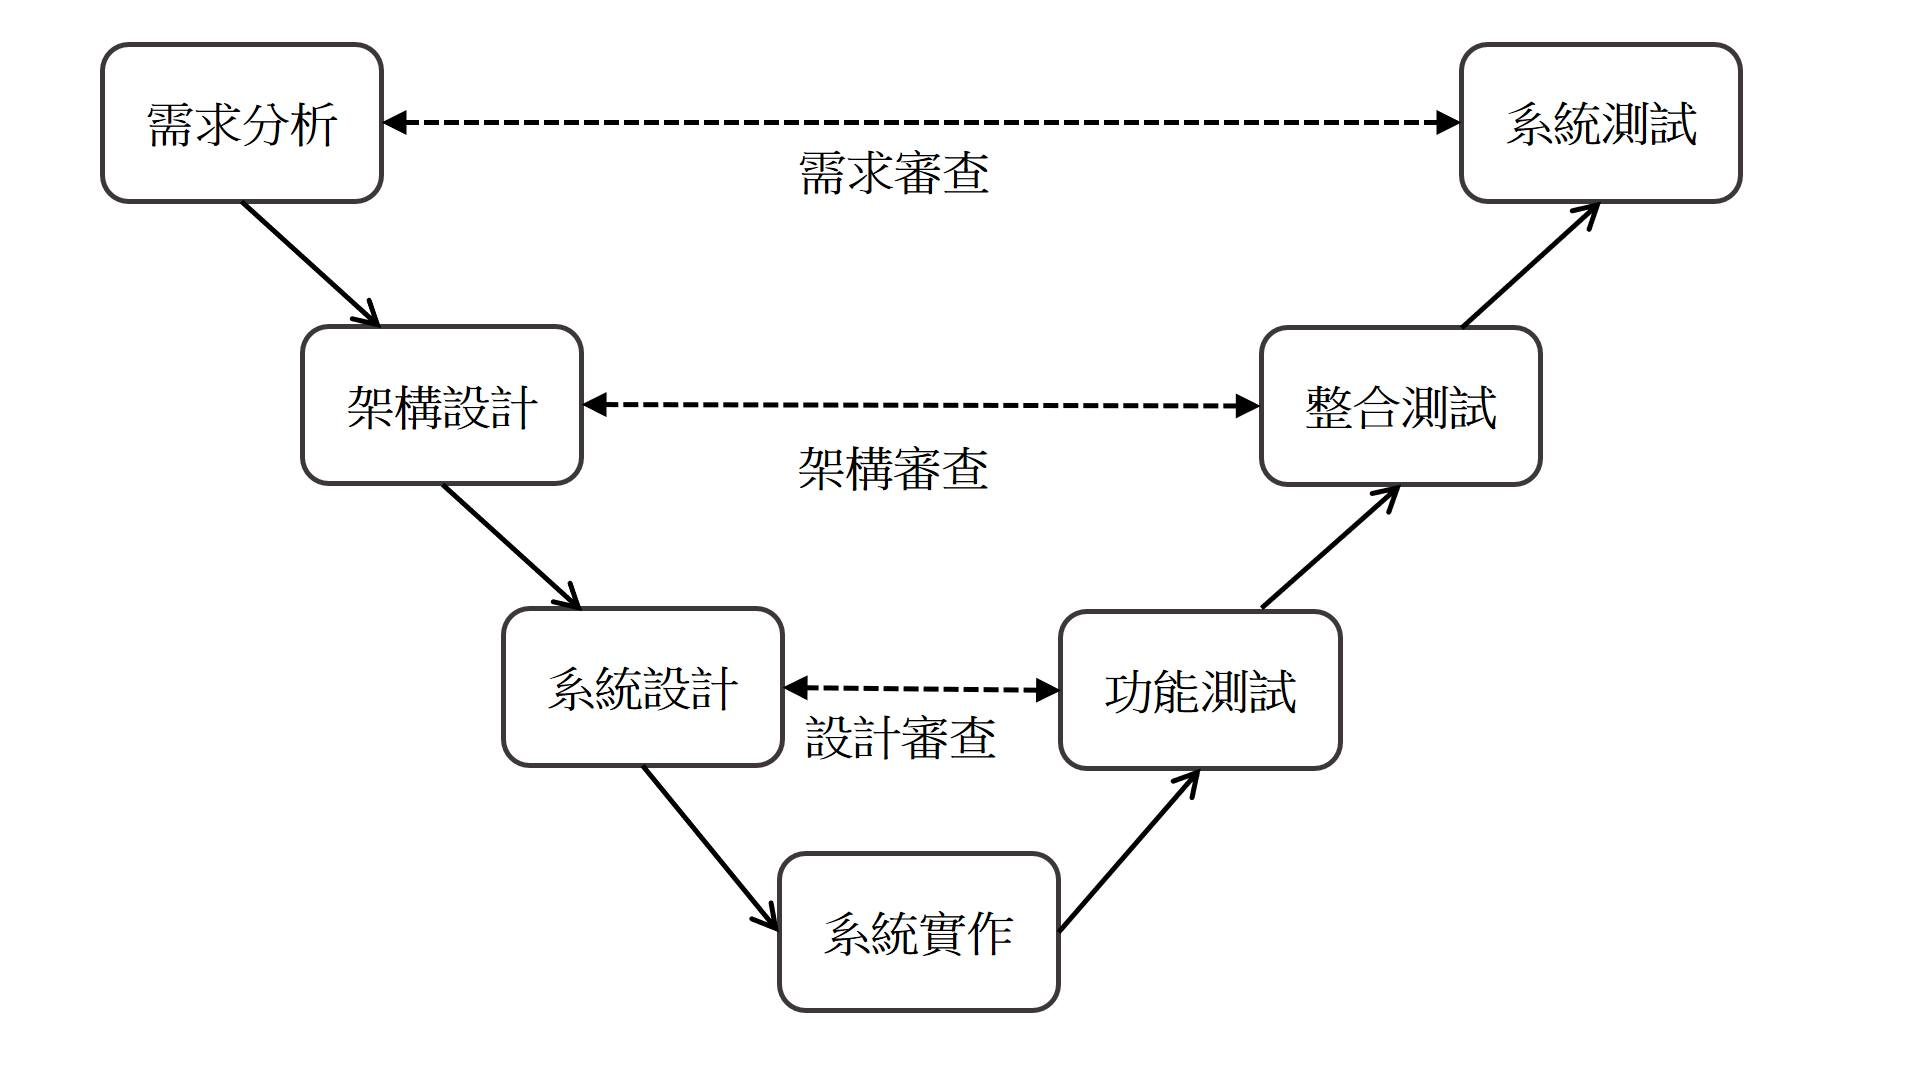 需求分析
系統測試
需求審查
架構設計
整合測試
架構審查
系統設計
功能測試
設計審查
系統實作